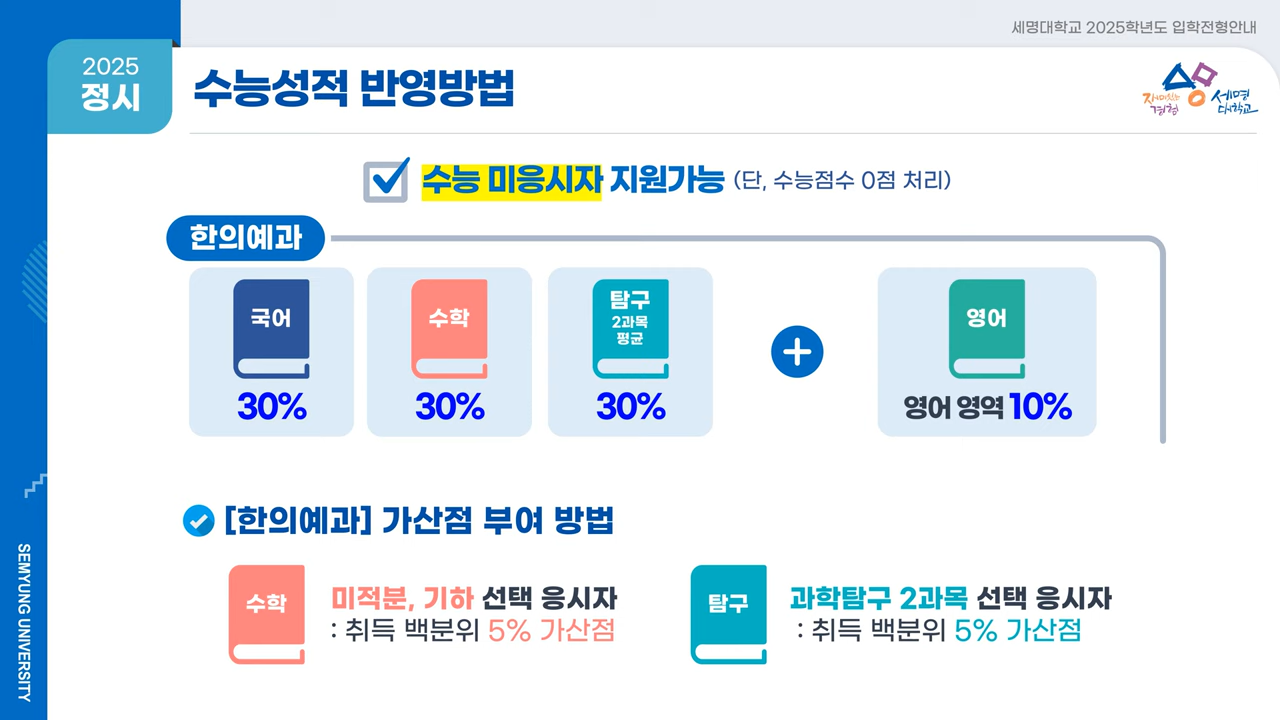 세명대학교 2025학년도 입학전형안내
2025
정시
수능성적 반영방법
재미있는
경험
세명
대학교
수능 미응시자 지원가능 (단, 수능점수 0점 처리)
한의예과
국어
30%
수학
30%
탐구
2과목
평균
30%
영어
영어 영역 10%
[한의예과] 가산점 부여 방법
수학
미적분, 기하 선택 응시자
: 취득 백분위 5% 가산점
탐구
과학탐구 2과목 선택 응시자
: 취득 백분위 5% 가산점
SEMYUNG UNIVERSITY